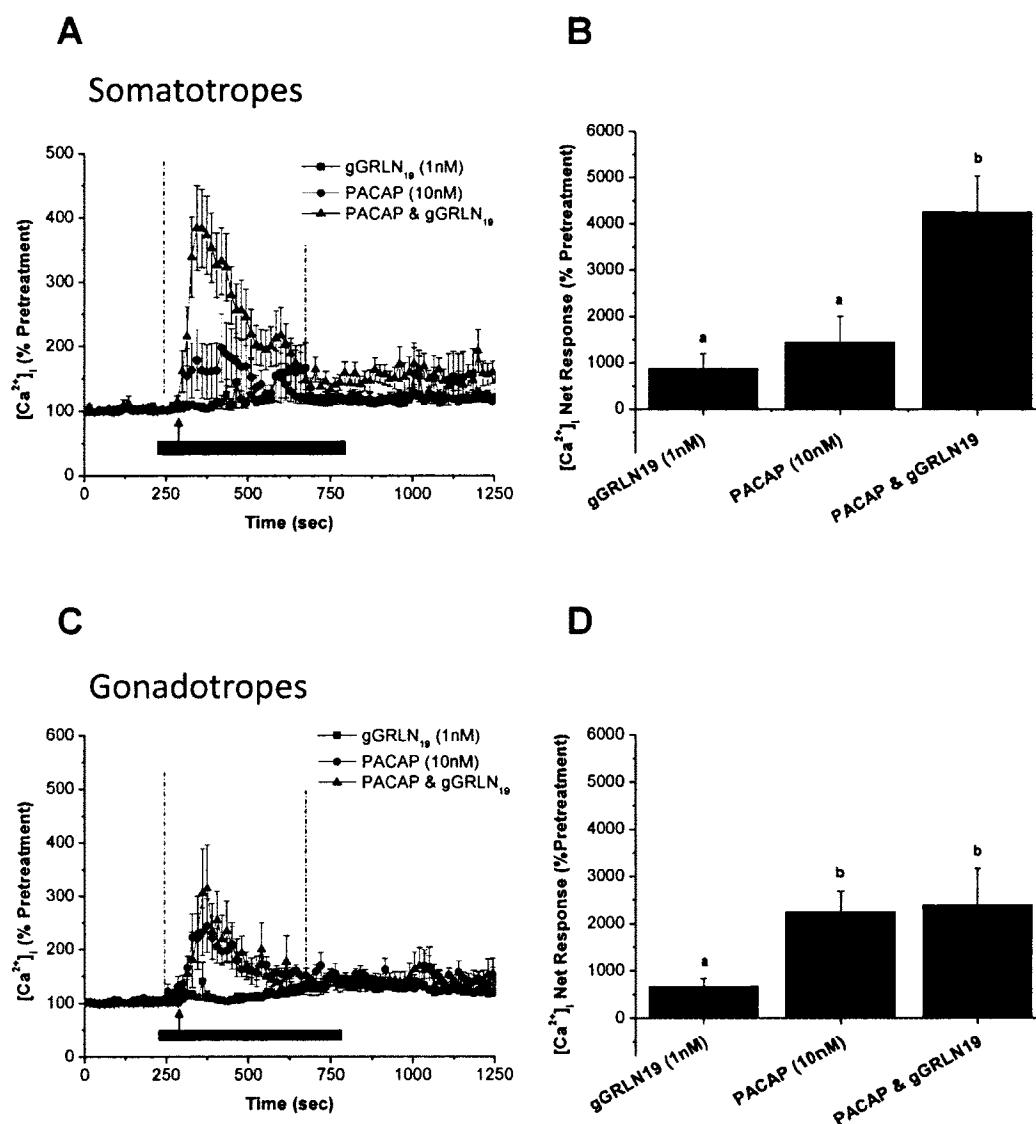 A
Somatotropes
[Ca²⁺]ᵢ (% Pretreatment)
500
400
300
200
100
0
gGRLN₁₉ (1nM)
PACAP (10nM)
PACAP & gGRLN₁₉
0 250 500 750 1000 1250
Time (sec)
B
[Ca²⁺]ᵢ Net Response (% Pretreatment)
6000
5000
4000
3000
2000
1000
0
a
a
b
gGRLN19 (1nM)
PACAP (10nM)
PACAP & gGRLN19
C
Gonadotropes
[Ca²⁺]ᵢ (% Pretreatment)
600
500
400
300
200
100
0
gGRLN₁₉ (1nM)
PACAP (10nM)
PACAP & gGRLN₁₉
0 250 500 750 1000 1250
Time (sec)
D
[Ca²⁺]ᵢ Net Response (%Pretreatment)
6000
5000
4000
3000
2000
1000
0
a
b
b
gGRLN19 (1nM)
PACAP (10nM)
PACAP & gGRLN19